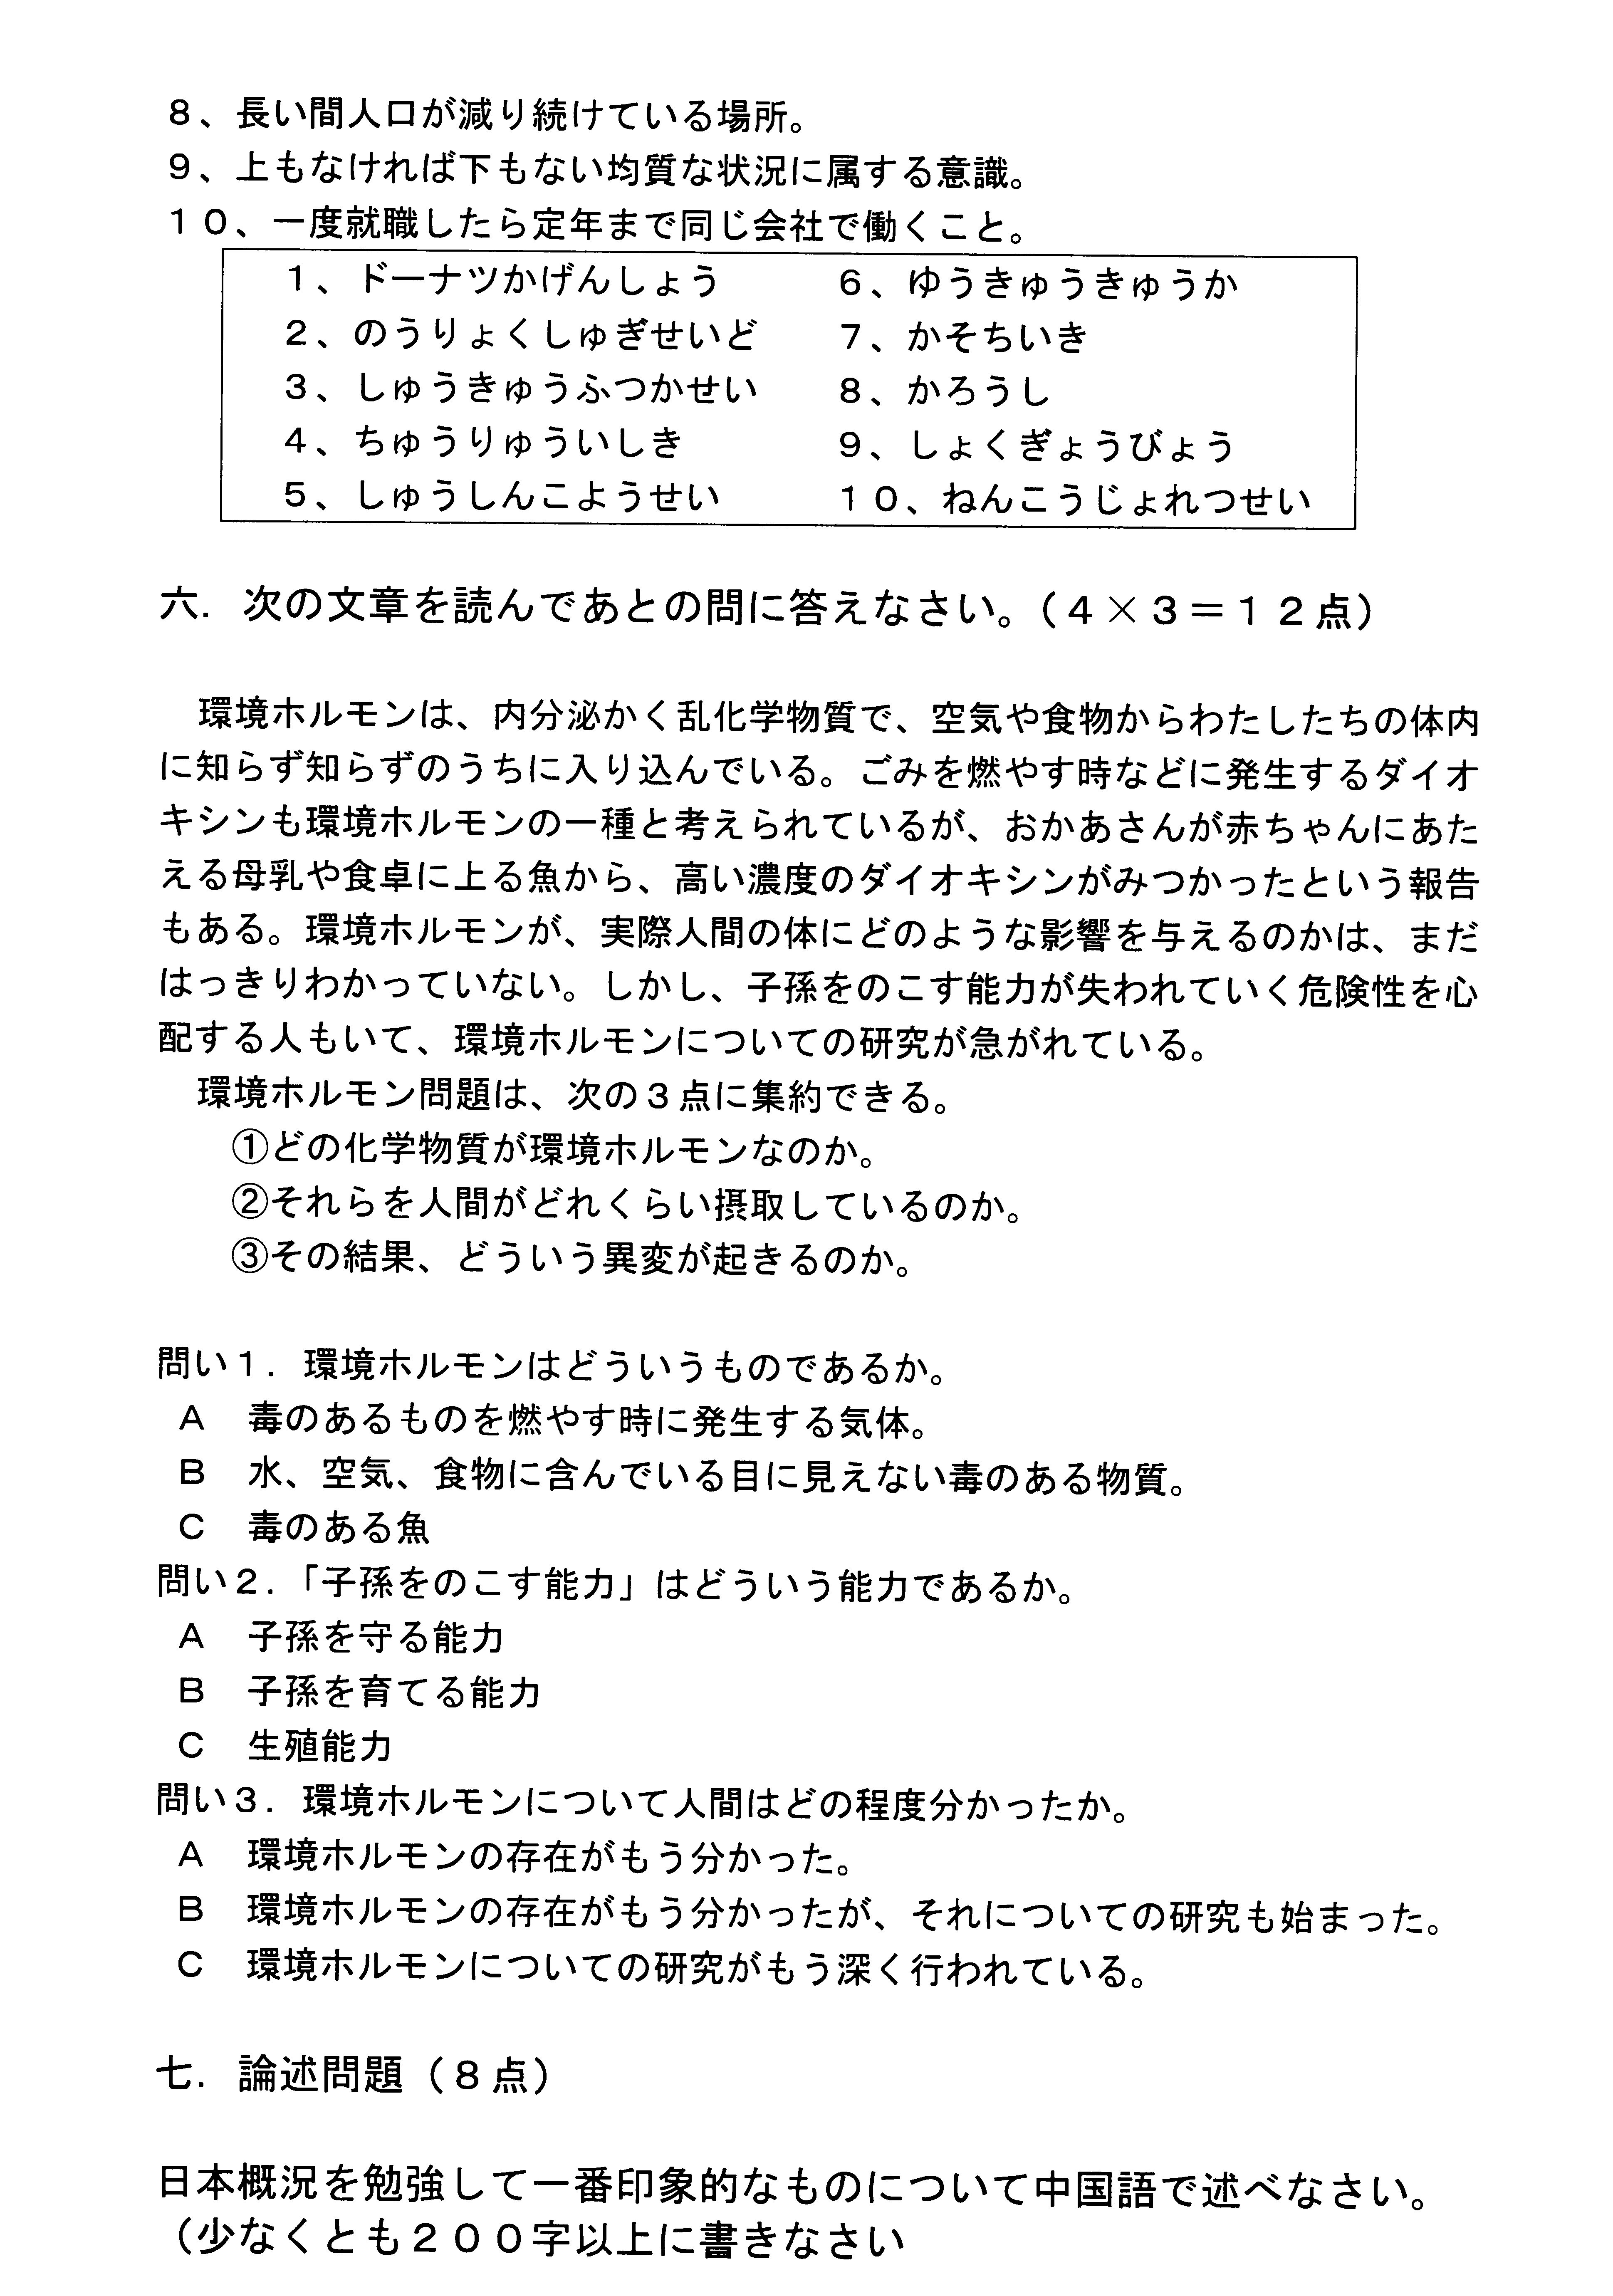 ８、長い間人口が減り続けている場所。
９、上もなければ下もない均質な状況に属する意識。
１０、一度就職したら定年まで同じ会社で働くこと。
１、ドーナツかげんしょう　６、ゆうきゅうきゅうか
２、のうりょくしゅぎせいど　７、かそちいき
３、しゅうきゅうふつかせい　８、かろうし
４、ちゅうりゅういしき　９、しょくぎょうびょう
５、しゅうしんこようせい　１０、ねんこうじょれつせい
六．次の文章を読んであとの問に答えなさい。（４×３＝１２点）
環境ホルモンは、内分泌かく乱化学物質で、空気や食物からわたしたちの体内
に知らず知らずのうちに入り込んでいる。ごみを燃やす時などに発生するダイオ
キシンも環境ホルモンの一種と考えられているが、おかあさんが赤ちゃんにあた
える母乳や食卓に上る魚から、高い濃度のダイオキシンがみつかったという報告
もある。環境ホルモンが、実際人間の体にどのような影響を与えるのかは、まだ
はっきりわかっていない。しかし、子孫をのこす能力が失われていく危険性を心
配する人もいて、環境ホルモンについての研究が急がれている。
環境ホルモン問題は、次の３点に集約できる。
①どの化学物質が環境ホルモンなのか。
②それらを人間がどれくらい摂取しているのか。
③その結果、どういう異変が起きるのか。
問い１．環境ホルモンはどういうものであるか。
Ａ　毒のあるものを燃やす時に発生する気体。
Ｂ　水、空気、食物に含んでいる目に見えない毒のある物質。
Ｃ　毒のある魚
問い２．「子孫をのこす能力」はどういう能力であるか。
Ａ　子孫を守る能力
Ｂ　子孫を育てる能力
Ｃ　生殖能力
問い３．環境ホルモンについて人間はどの程度分かったか。
Ａ　環境ホルモンの存在がもう分かった。
Ｂ　環境ホルモンの存在がもう分かったが、それについての研究も始まった。
Ｃ　環境ホルモンについての研究がもう深く行われている。
七．論述問題（８点）
日本概況を勉強して一番印象的なものについて中国語で述べなさい。
（少なくとも２００字以上に書きなさい